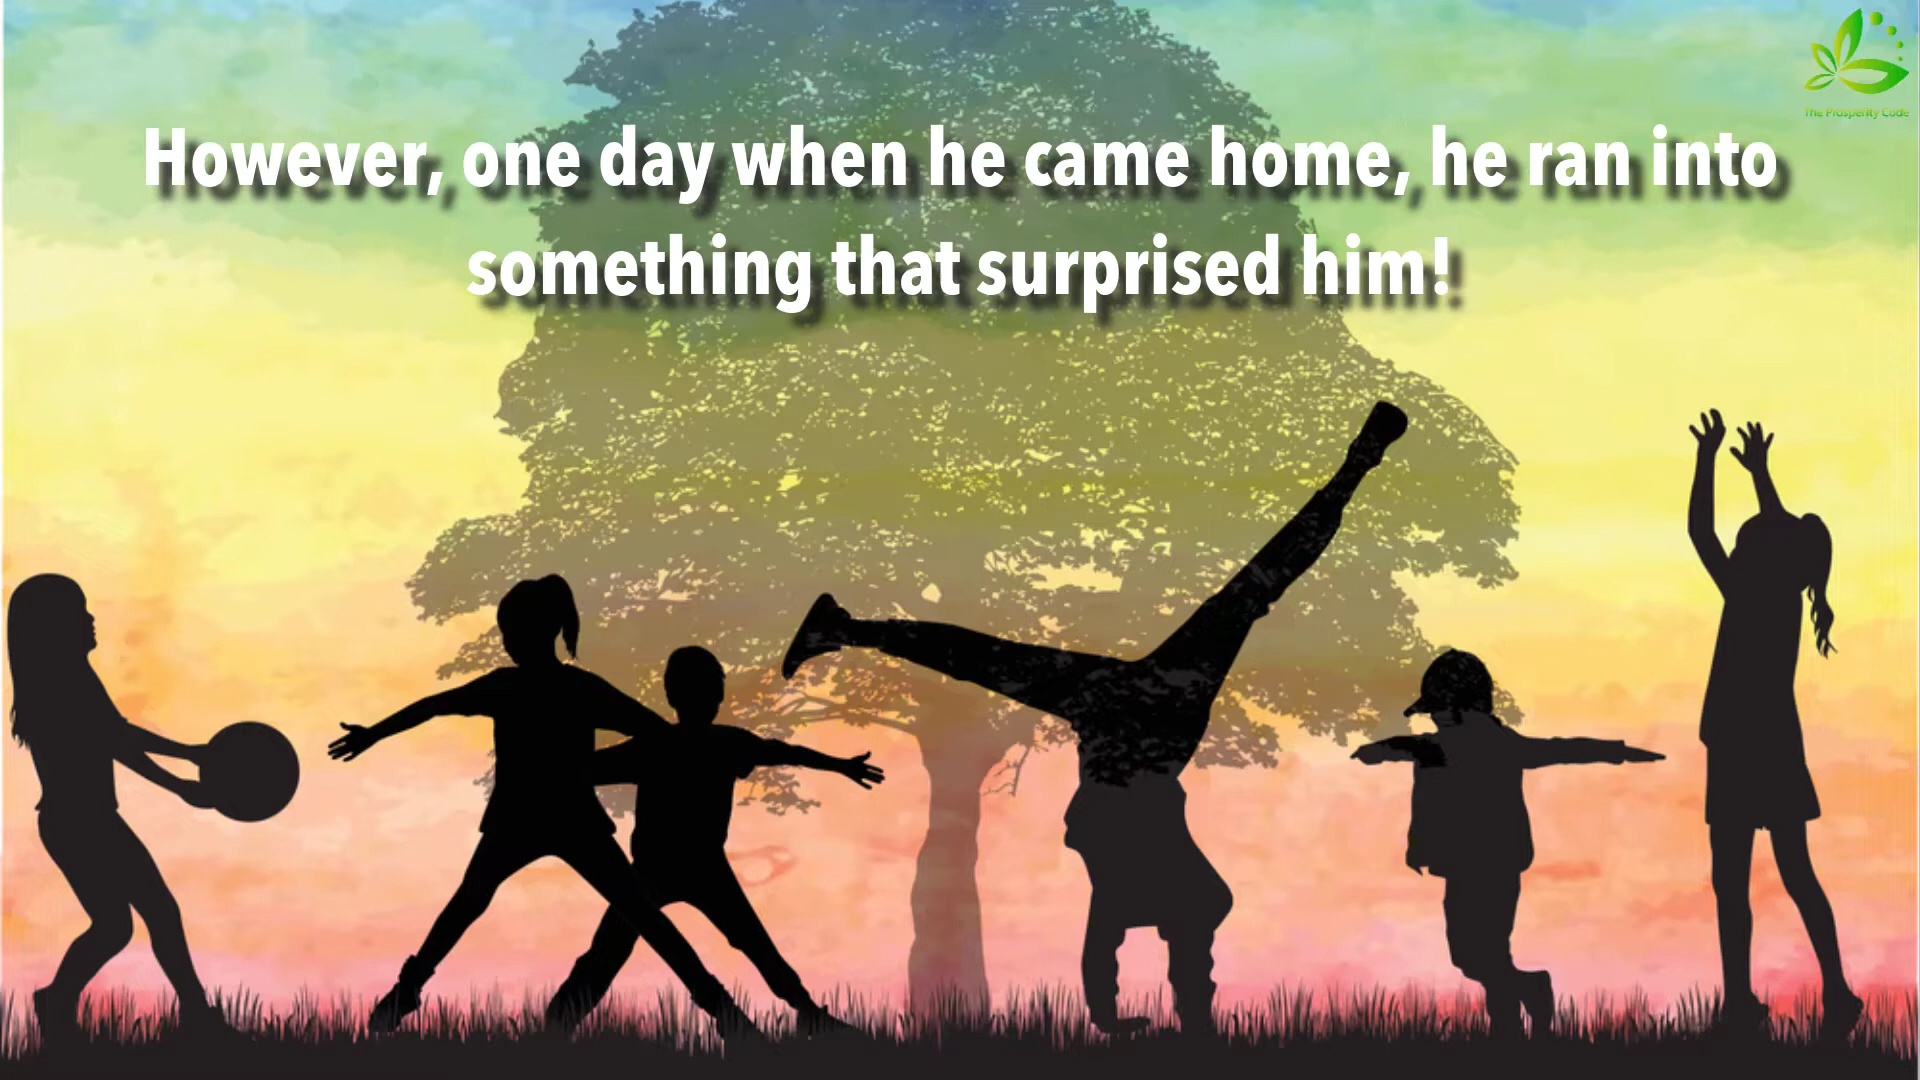 The Prosperity Code
However, one day when he came home, he ran into
something that surprised him!